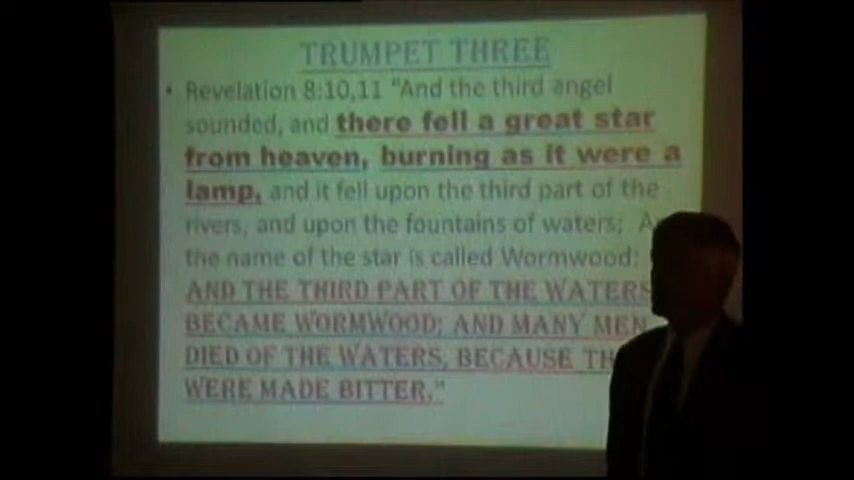 TRUMPET THREE
• Revelation 8:10,11 "And the third angel
sounded, and there fell a great star
from heaven, burning as it were a
lamp, and it fell upon the third part of the
rivers, and upon the fountains of waters;
the name of the star is called Wormwood:
AND THE THIRD PART OF THE WATERS
BECAME WORMWOOD; AND MANY MEN
DIED OF THE WATERS, BECAUSE
WERE MADE BITTER."